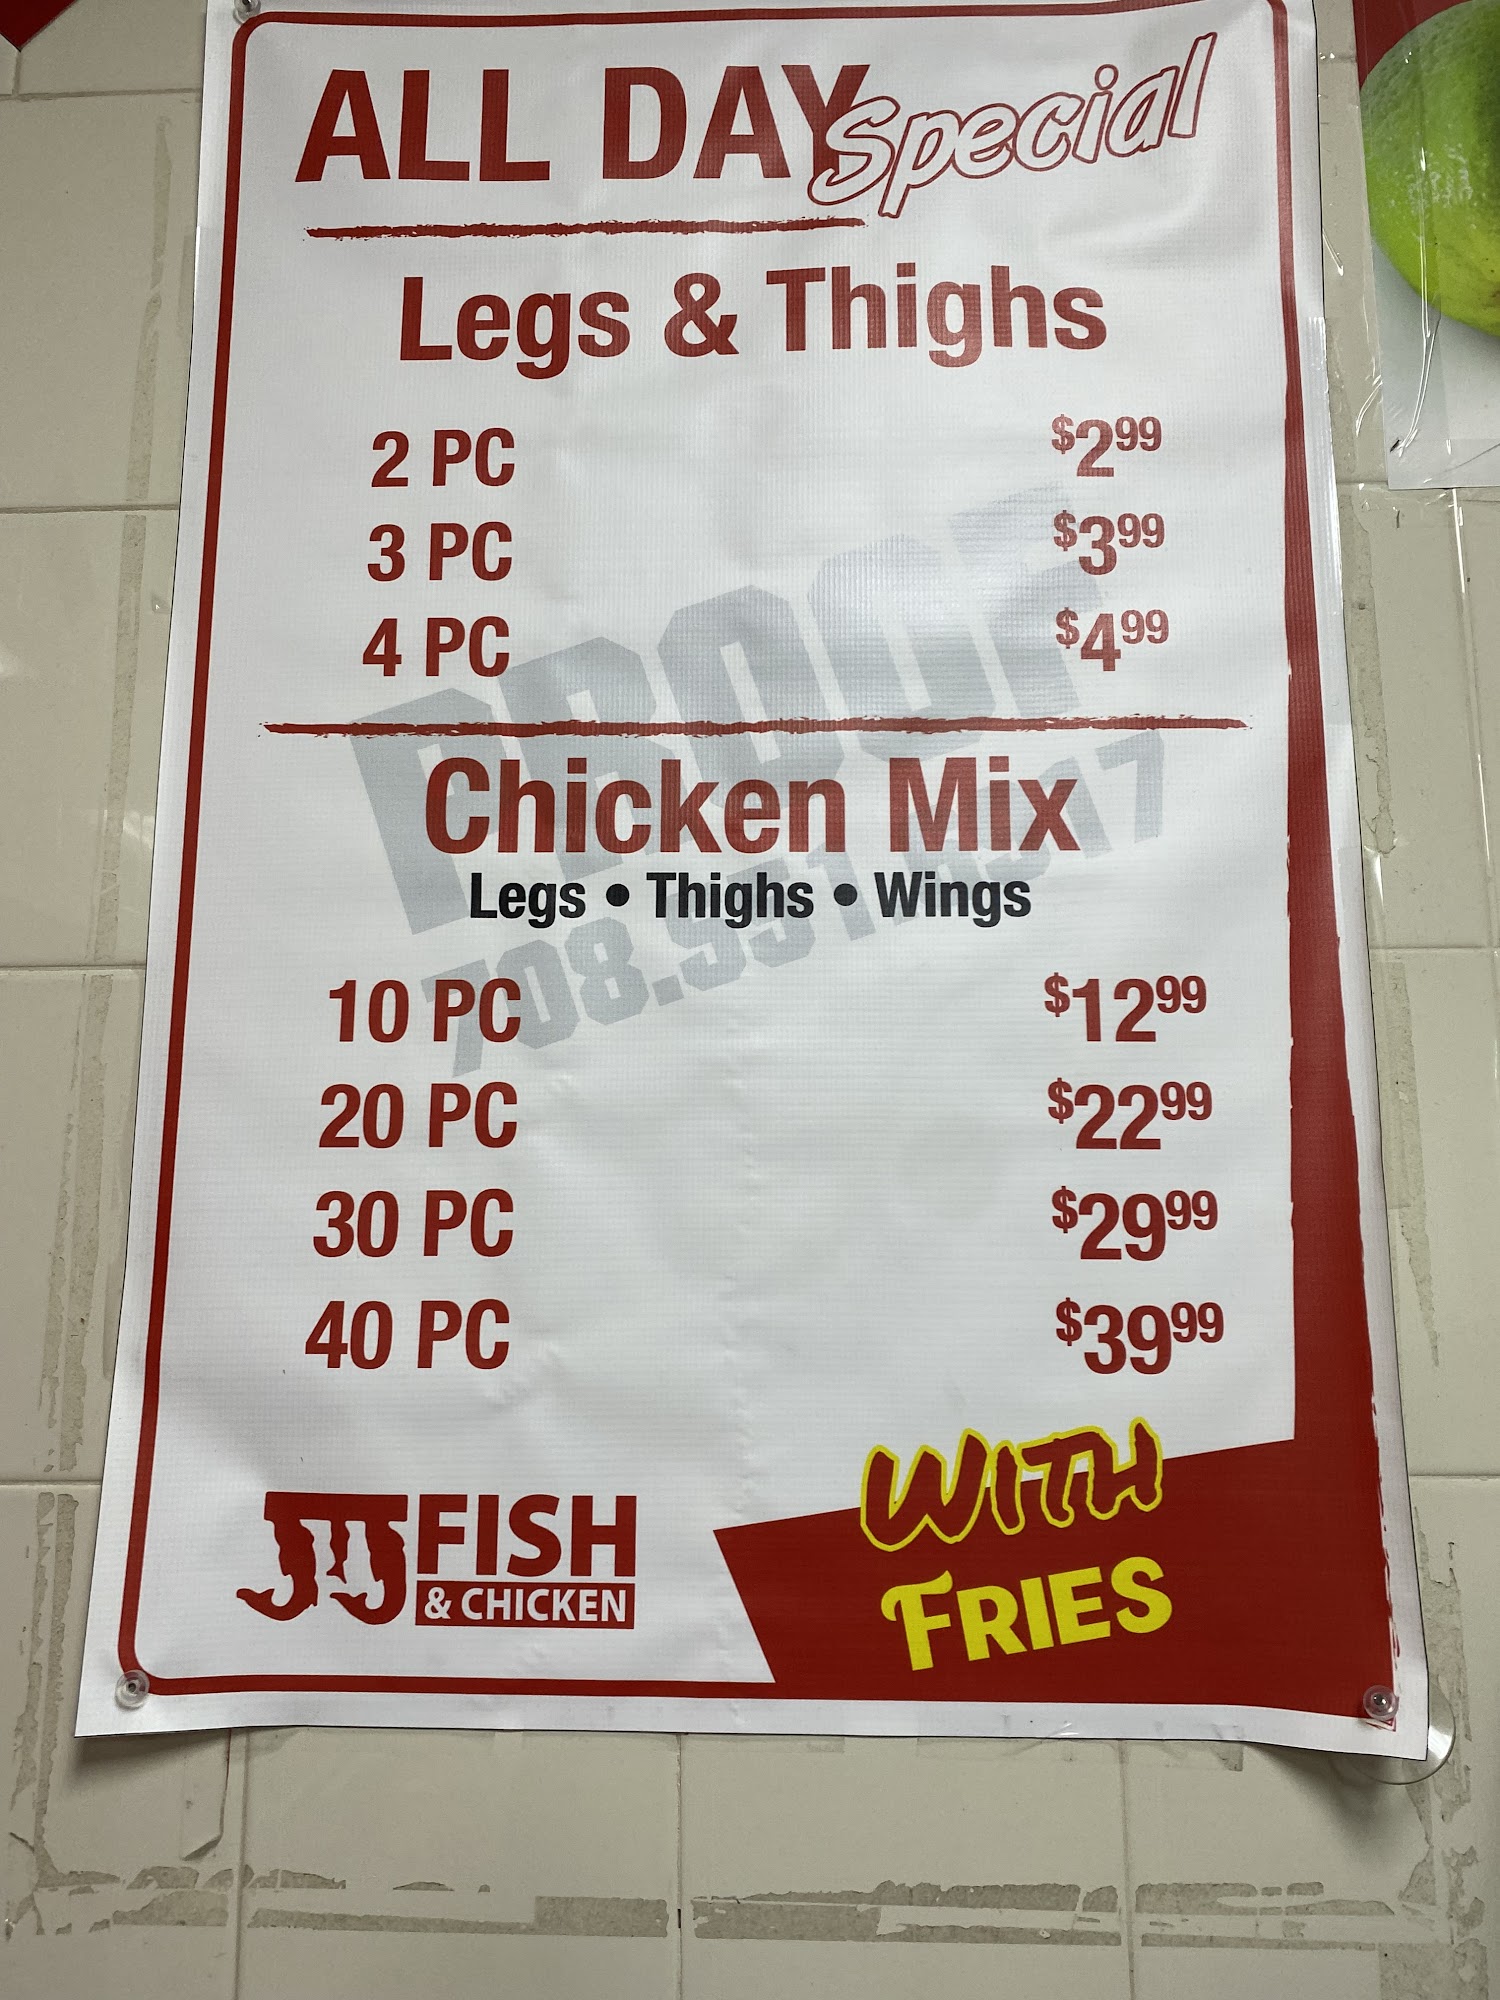 ALL DAY Special
Legs & Thighs
2 PC $2.99
3 PC $3.99
4 PC $4.99
PROOF
Chicken Mix
Legs • Thighs • Wings
10 PC $12.99
20 PC $22.99
30 PC $29.99
40 PC $39.99
WITH
FRIES
JJ FISH
& CHICKEN